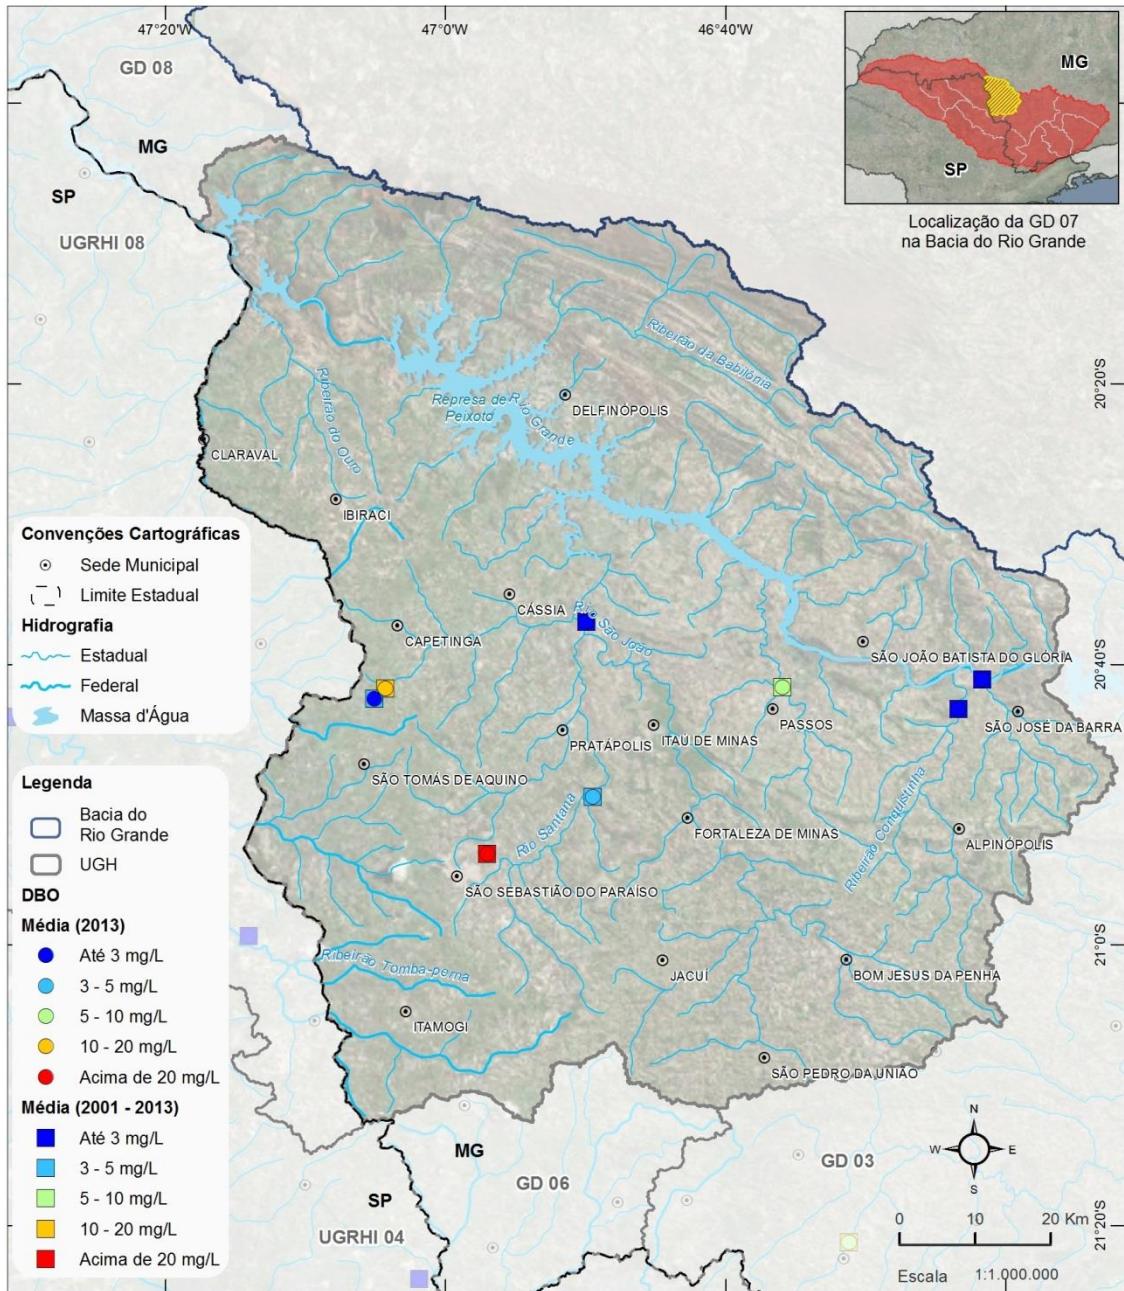 47°20'W
47°0'W
46°40'W
GD 08
MG
SP
UGRHI 08
MG
SP
Localização da GD 07
na Bacia do Rio Grande
Ribeirão da Babilônia
20°20'S
Ribeirão do Ouro
Represa de
Peixoto
Rio Grande
DELFINÓPOLIS
CLARAVAL
IBIRACI
Convenções Cartográficas
Sede Municipal
Limite Estadual
Hidrografia
Estadual
Federal
Massa d'Água
CÁSSIA
Rio São João
CAPETINGA
SÃO JOÃO BATISTA DO GLÓRIA
20°40'S
PASSOS
SÃO JOSÉ DA BARRA
PRATÁPOLIS
ITAÚ DE MINAS
SÃO TOMÁS DE AQUINO
Rio Santana
FORTALEZA DE MINAS
Ribeirão Conquistinha
ALPINÓPOLIS
SÃO SEBASTIÃO DO PARAÍSO
Legenda
Bacia do
Rio Grande
UGH
DBO
Média (2013)
Até 3 mg/L
3 - 5 mg/L
5 - 10 mg/L
10 - 20 mg/L
Acima de 20 mg/L
Média (2001 - 2013)
Até 3 mg/L
3 - 5 mg/L
5 - 10 mg/L
10 - 20 mg/L
Acima de 20 mg/L
Ribeirão Tomba-perna
JACUÍ
BOM JESUS DA PENHA
21°0'S
ITAMOGI
SÃO PEDRO DA UNIÃO
MG
SP
GD 06
UGRHI 04
GD 03
N
W
E
S
0
10
20 Km
21°20'S
Escala 1:1.000.000